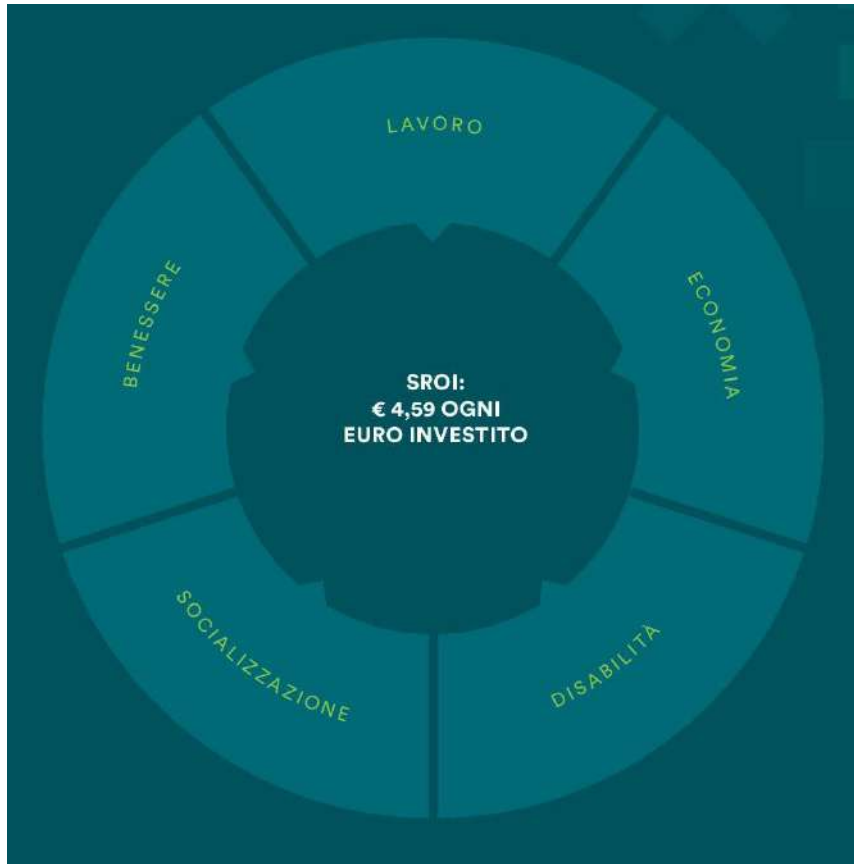 LAVORO
ECONOMIA
BENESSERE
SROI:
€ 4,59 OGNI
EURO INVESTITO
SOCIALIZZAZIONE
DISABILITÀ